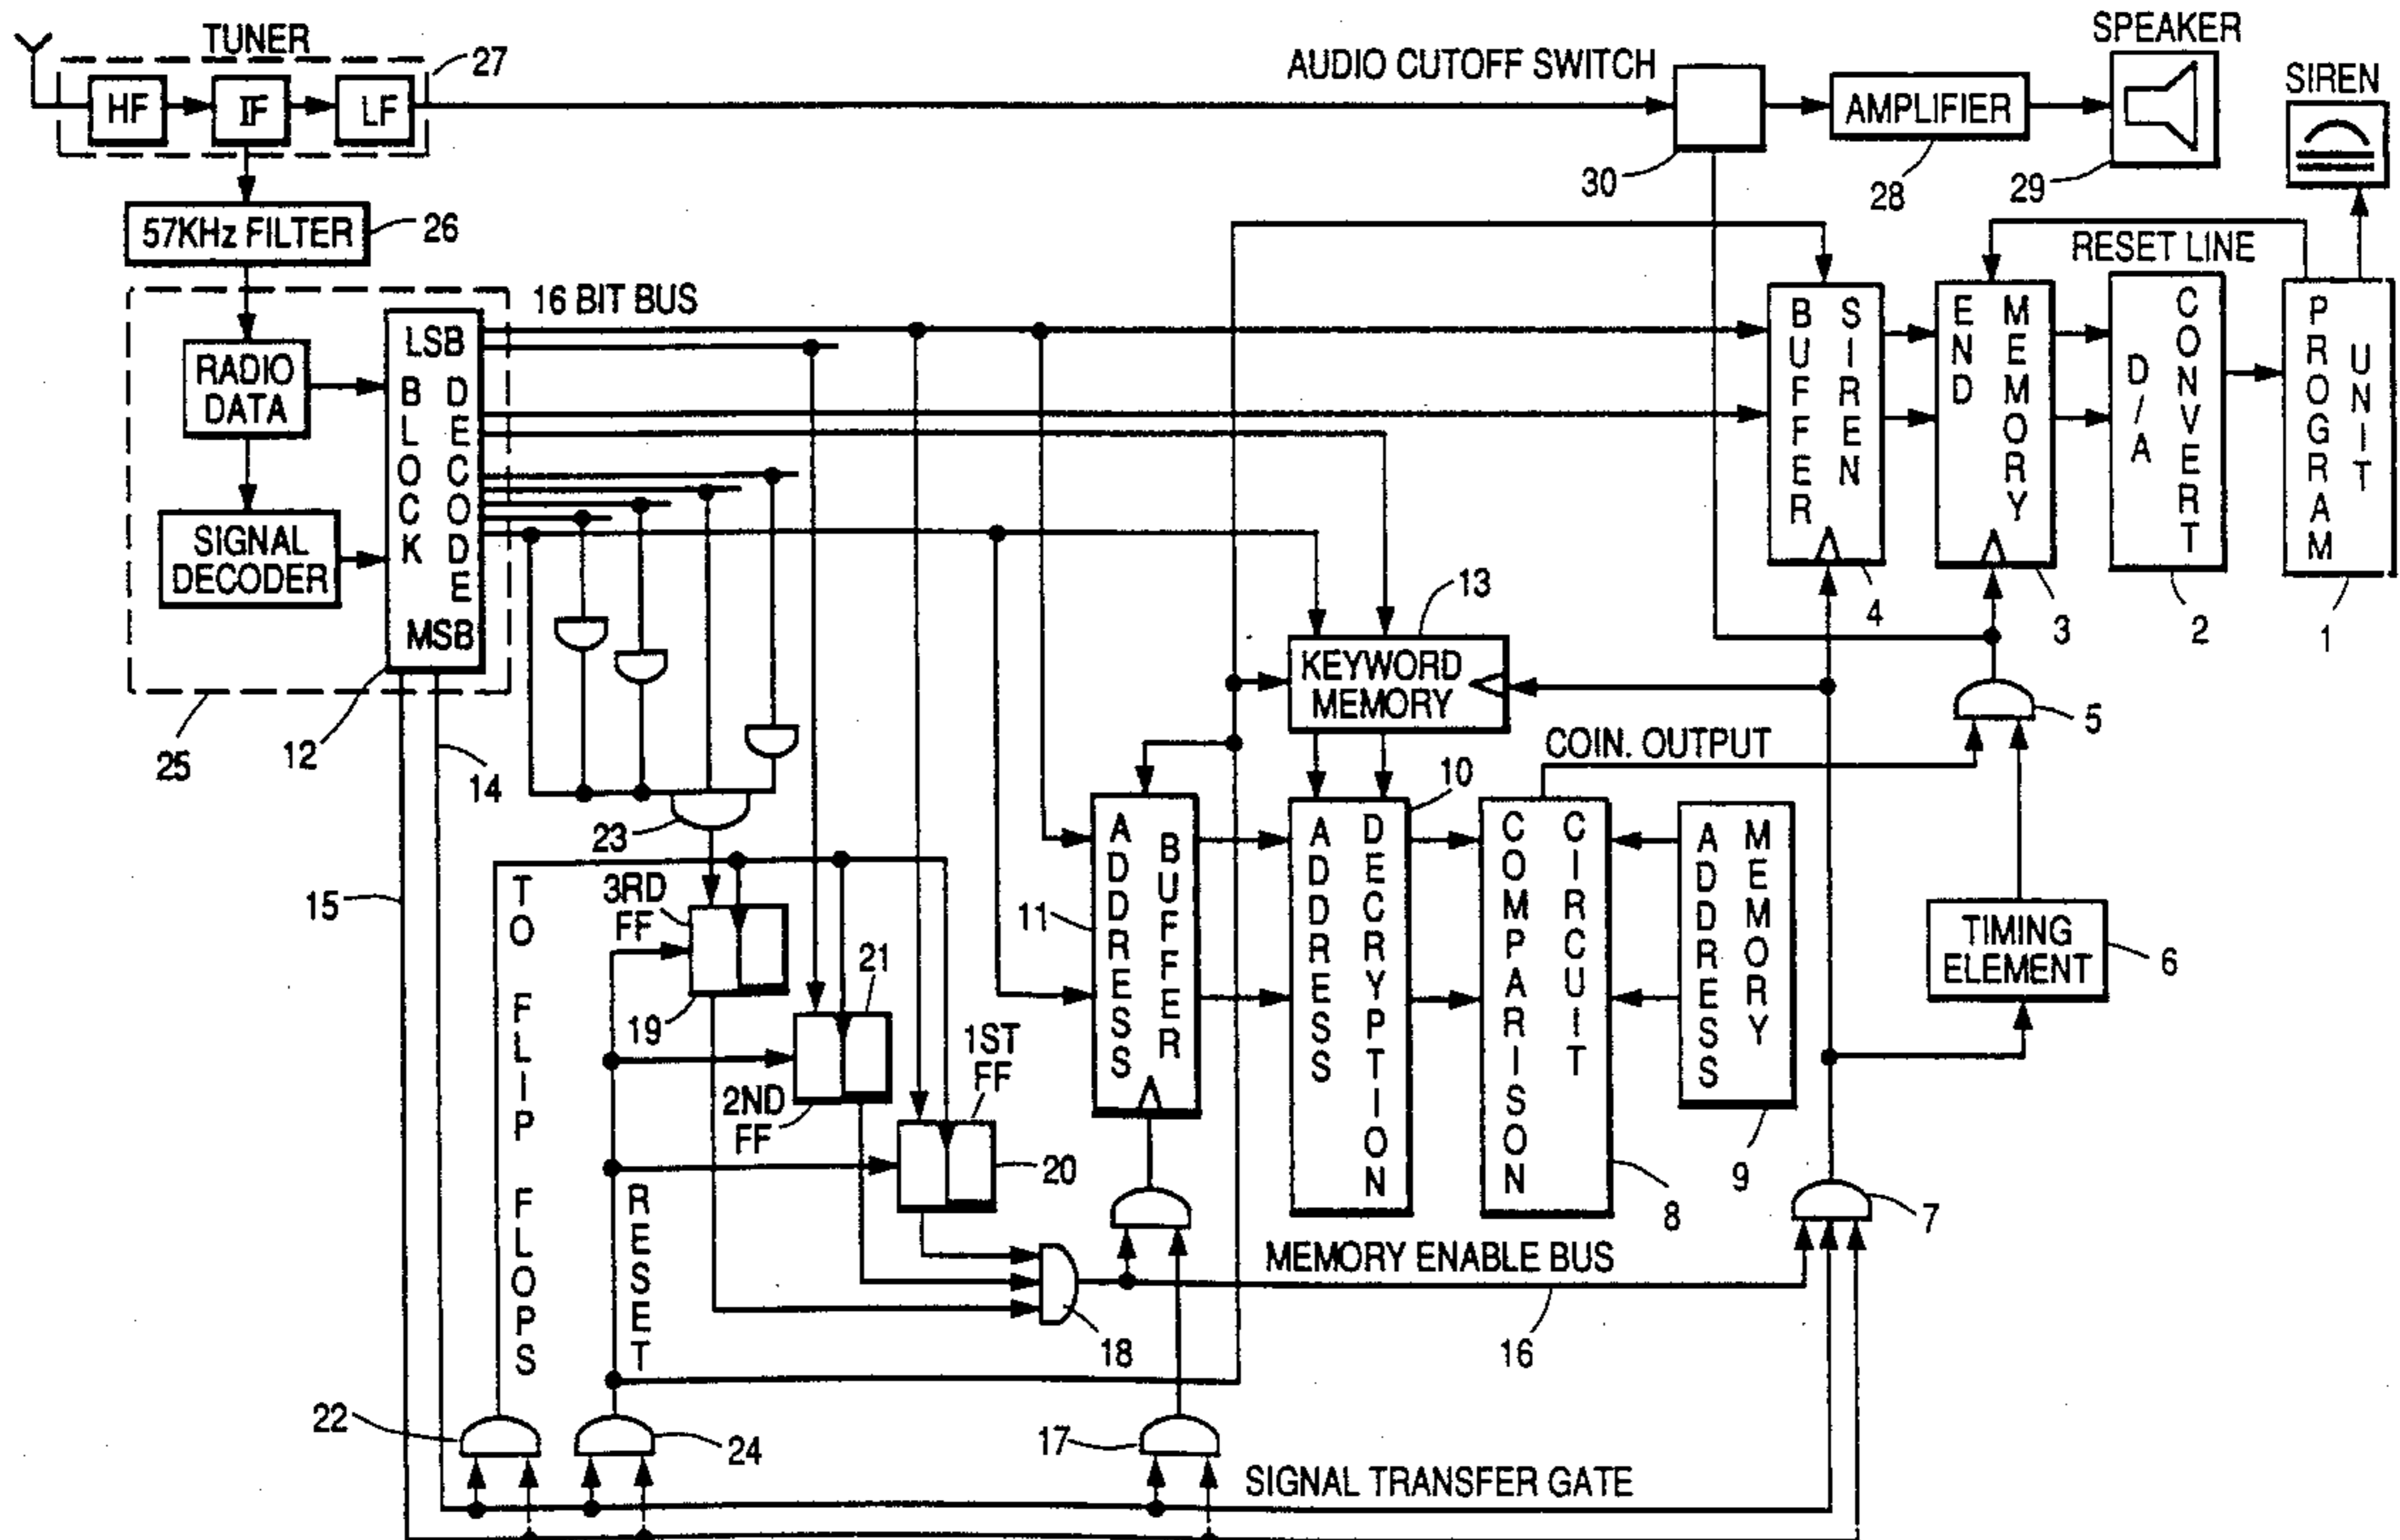 TUNER
27
HF
IF
LF
AUDIO CUTOFF SWITCH
30
AMPLIFIER
28
SPEAKER
29
SIREN
57KHz FILTER
26
16 BIT BUS
RADIO
DATA
SIGNAL
DECODER
LSB
BLOCK
DECODE
MSB
25
12
14
15
BUFFER
SIREN
4
END
MEMORY
3
RESET LINE
D/A
CONVERT
2
PROGRAM
UNIT
1
13
KEYWORD
MEMORY
COIN. OUTPUT
5
23
3RD
FF
19
21
2ND
FF
1ST
FF
20
TO FLIP FLOPS
RESET
ADDRESS
BUFFER
11
10
ADDRESS
DECRYPTION
COMPARISON
CIRCUIT
8
ADDRESS
MEMORY
9
TIMING
ELEMENT
6
7
MEMORY ENABLE BUS
16
18
22
24
17
SIGNAL TRANSFER GATE